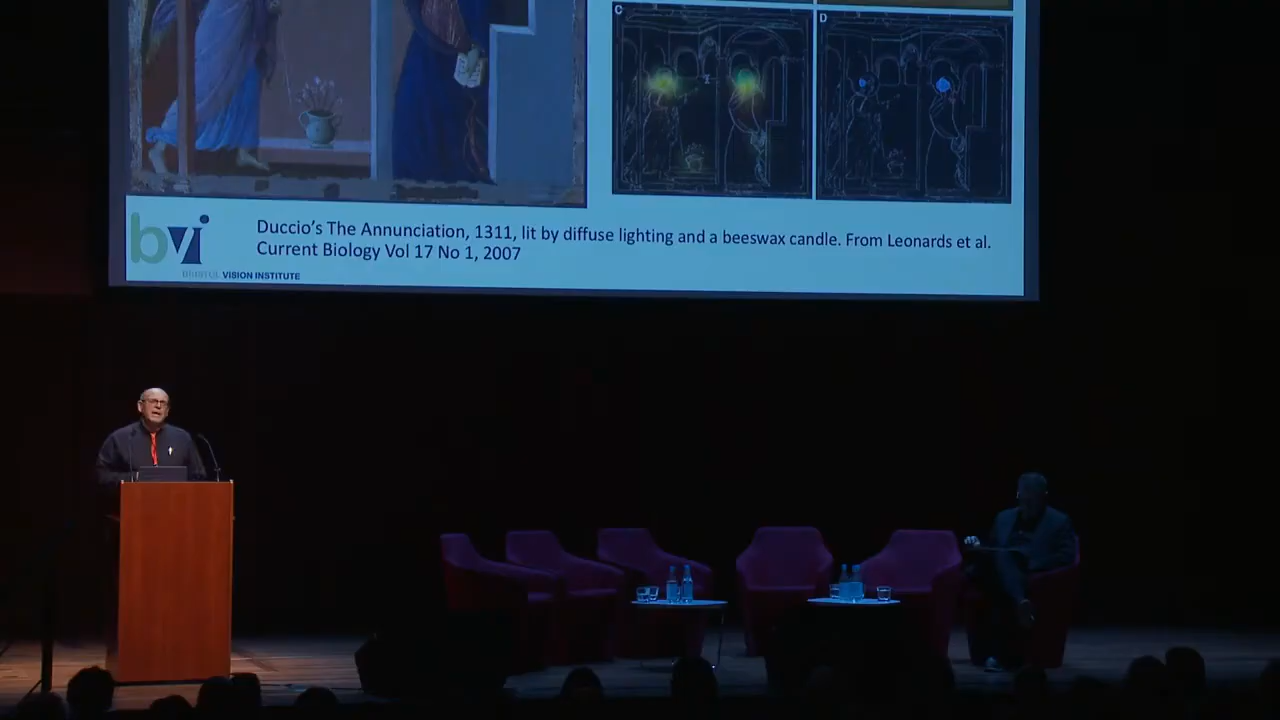 C
D
bvi
BRISTOL VISION INSTITUTE
Duccio's The Annunciation, 1311, lit by diffuse lighting and a beeswax candle. From Leonards et al.
Current Biology Vol 17 No 1, 2007